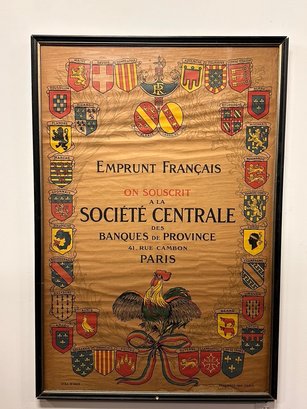 EMPRUNT FRANÇAIS
ON SOUSCRIT
A LA
SOCIÉTÉ CENTRALE
DES
BANQUES DE PROVINCE
41, RUE CAMBON
PARIS